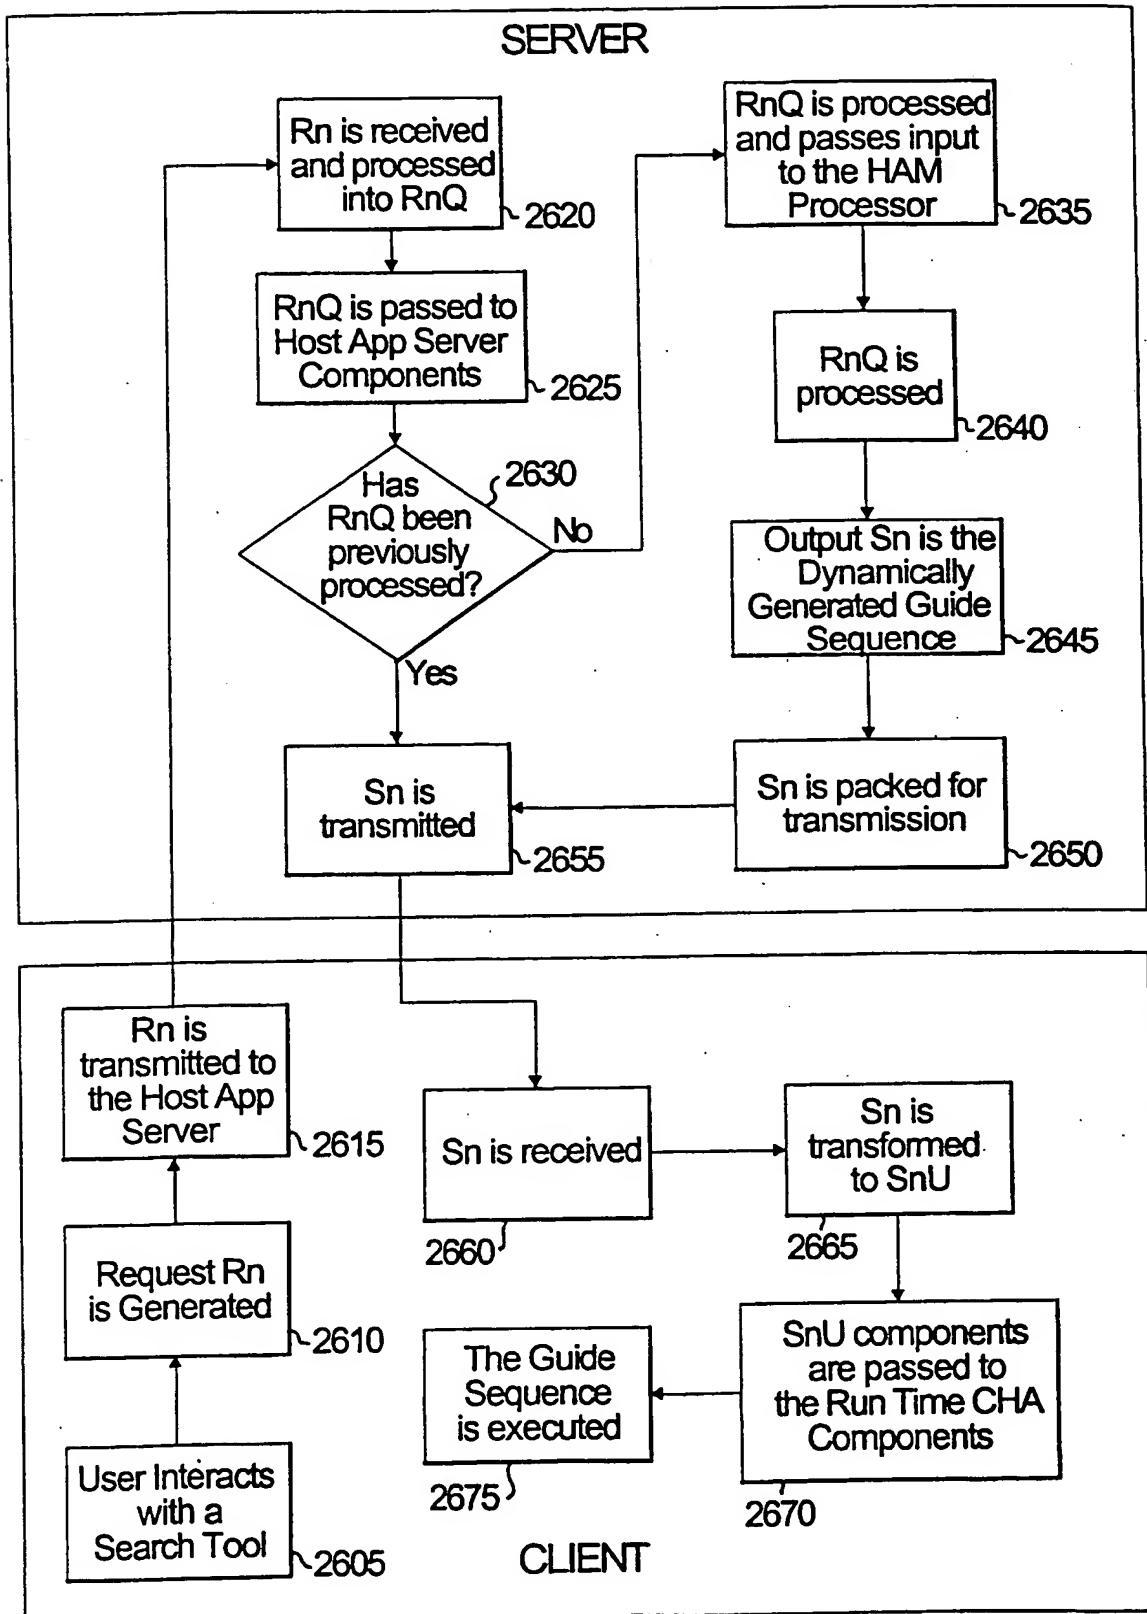 SERVER
Rn is received
and processed
into RnQ
2620
RnQ is passed to
Host App Server
Components
2625
Has
RnQ been
previously
processed?
2630
No
Yes
RnQ is processed
and passes input
to the HAM
Processor
2635
RnQ is
processed
2640
Output Sn is the
Dynamically
Generated Guide
Sequence
2645
Sn is packed for
transmission
2650
Sn is
transmitted
2655
Rn is
transmitted to
the Host App
Server
2615
Request Rn
is Generated
2610
User Interacts
with a
Search Tool
2605
Sn is received
2660
Sn is
transformed
to SnU
2665
SnU components
are passed to
the Run Time CHA
Components
2670
The Guide
Sequence
is executed
2675
CLIENT